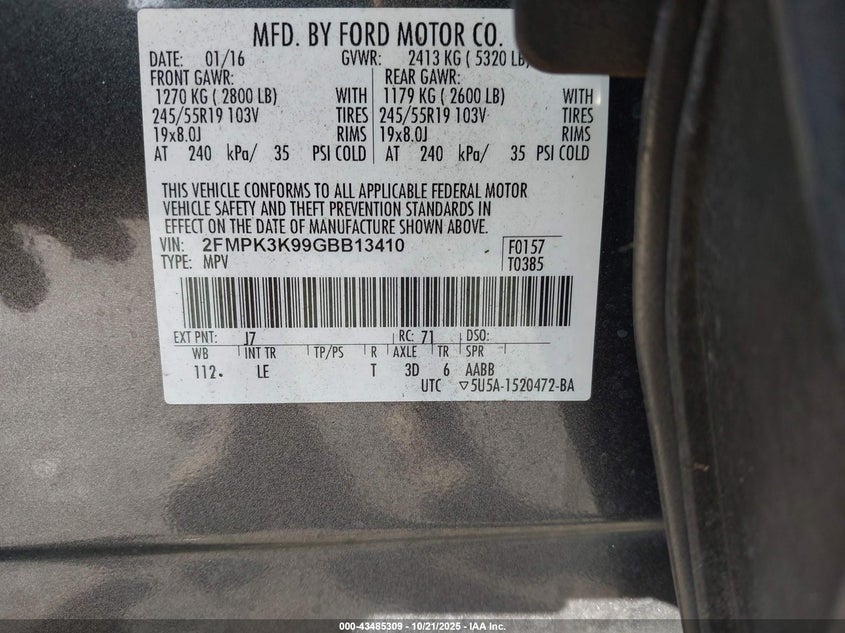 MFD. BY FORD MOTOR CO.
DATE: 01/16 GVWR: 2413 KG ( 5320 LB)
FRONT GAWR: REAR GAWR:
1270 KG ( 2800 LB) WITH 1179 KG ( 2600 LB) WITH
245/55R19 103V TIRES 245/55R19 103V TIRES
19x8.0J RIMS 19x8.0J RIMS
AT 240 kPa/ 35 PSI COLD AT 240 kPa/ 35 PSI COLD
THIS VEHICLE CONFORMS TO ALL APPLICABLE FEDERAL MOTOR
VEHICLE SAFETY AND THEFT PREVENTION STANDARDS IN
EFFECT ON THE DATE OF MANUFACTURE SHOWN ABOVE.
VIN: 2FMPK3K99GBB13410 F0157
TYPE: MPV T0385
EXT PNT: J7 RC: 71 DSO:
WB INT TR TP/PS R AXLE TR SPR
112. LE T 3D 6 AABB
UTC ▽5U5A-1520472-BA
000-43485309 - 10/21/2025 - IAA Inc.